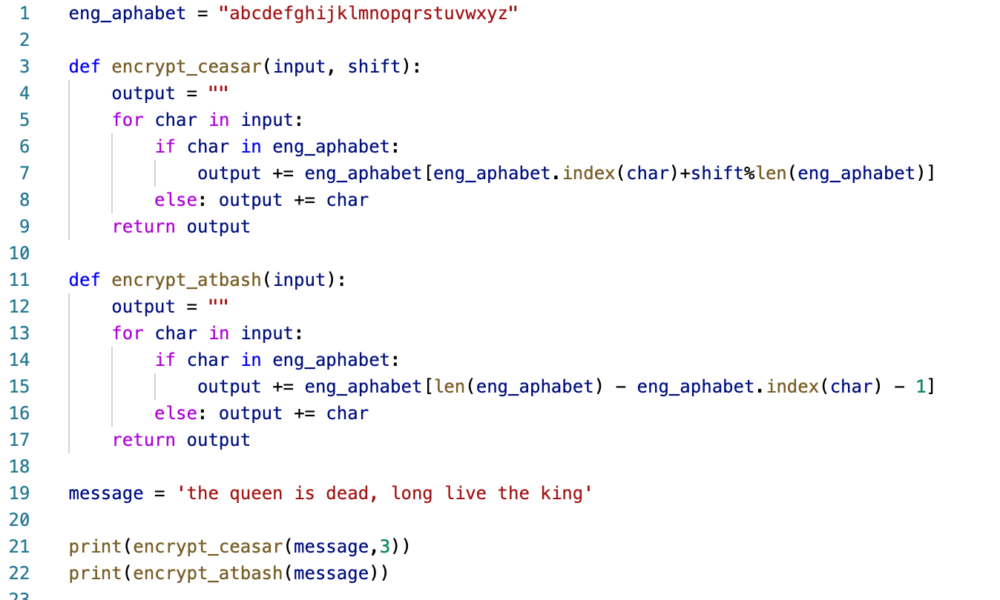 1 eng_aphabet = "abcdefghijklmnopqrstuvwxyz"
2
3 def encrypt_ceasar(input, shift):
4     output = ""
5     for char in input:
6         if char in eng_aphabet:
7             output += eng_aphabet[eng_aphabet.index(char)+shift%len(eng_aphabet)]
8         else: output += char
9     return output
10
11 def encrypt_atbash(input):
12     output = ""
13     for char in input:
14         if char in eng_aphabet:
15             output += eng_aphabet[len(eng_aphabet) - eng_aphabet.index(char) - 1]
16         else: output += char
17     return output
18
19 message = 'the queen is dead, long live the king'
20
21 print(encrypt_ceasar(message,3))
22 print(encrypt_atbash(message))
23